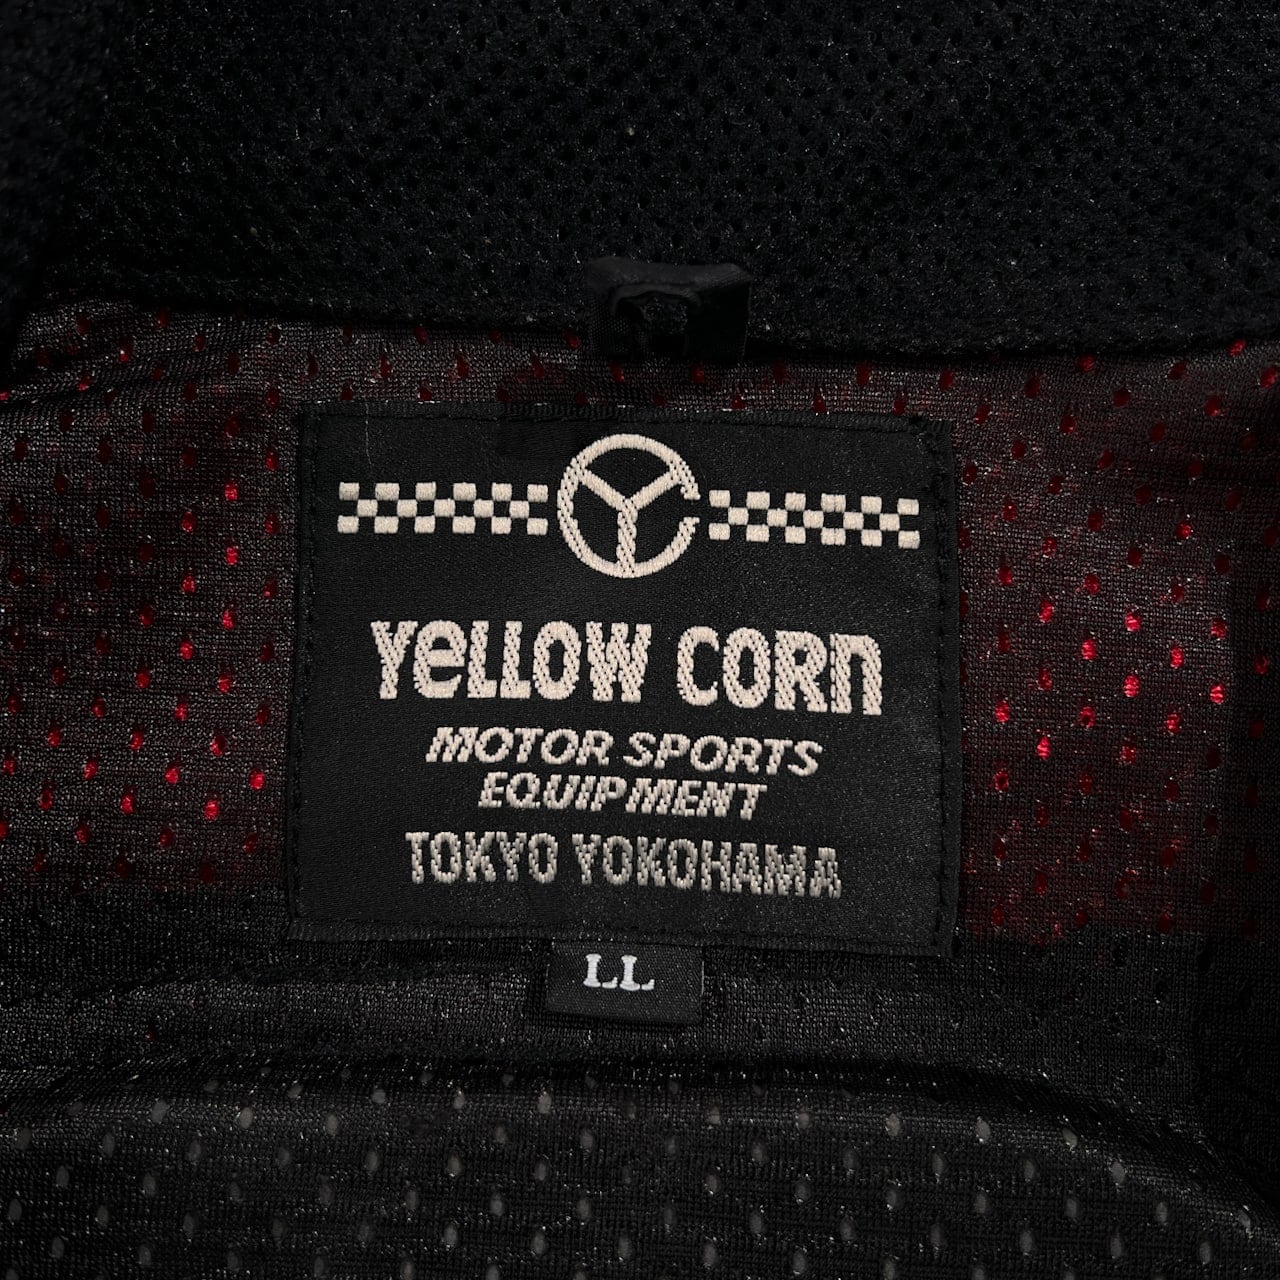 YeLLOW CORn
MOTOR SPORTS
EQUIPMENT
TOKYO YOKOHAMA
LL